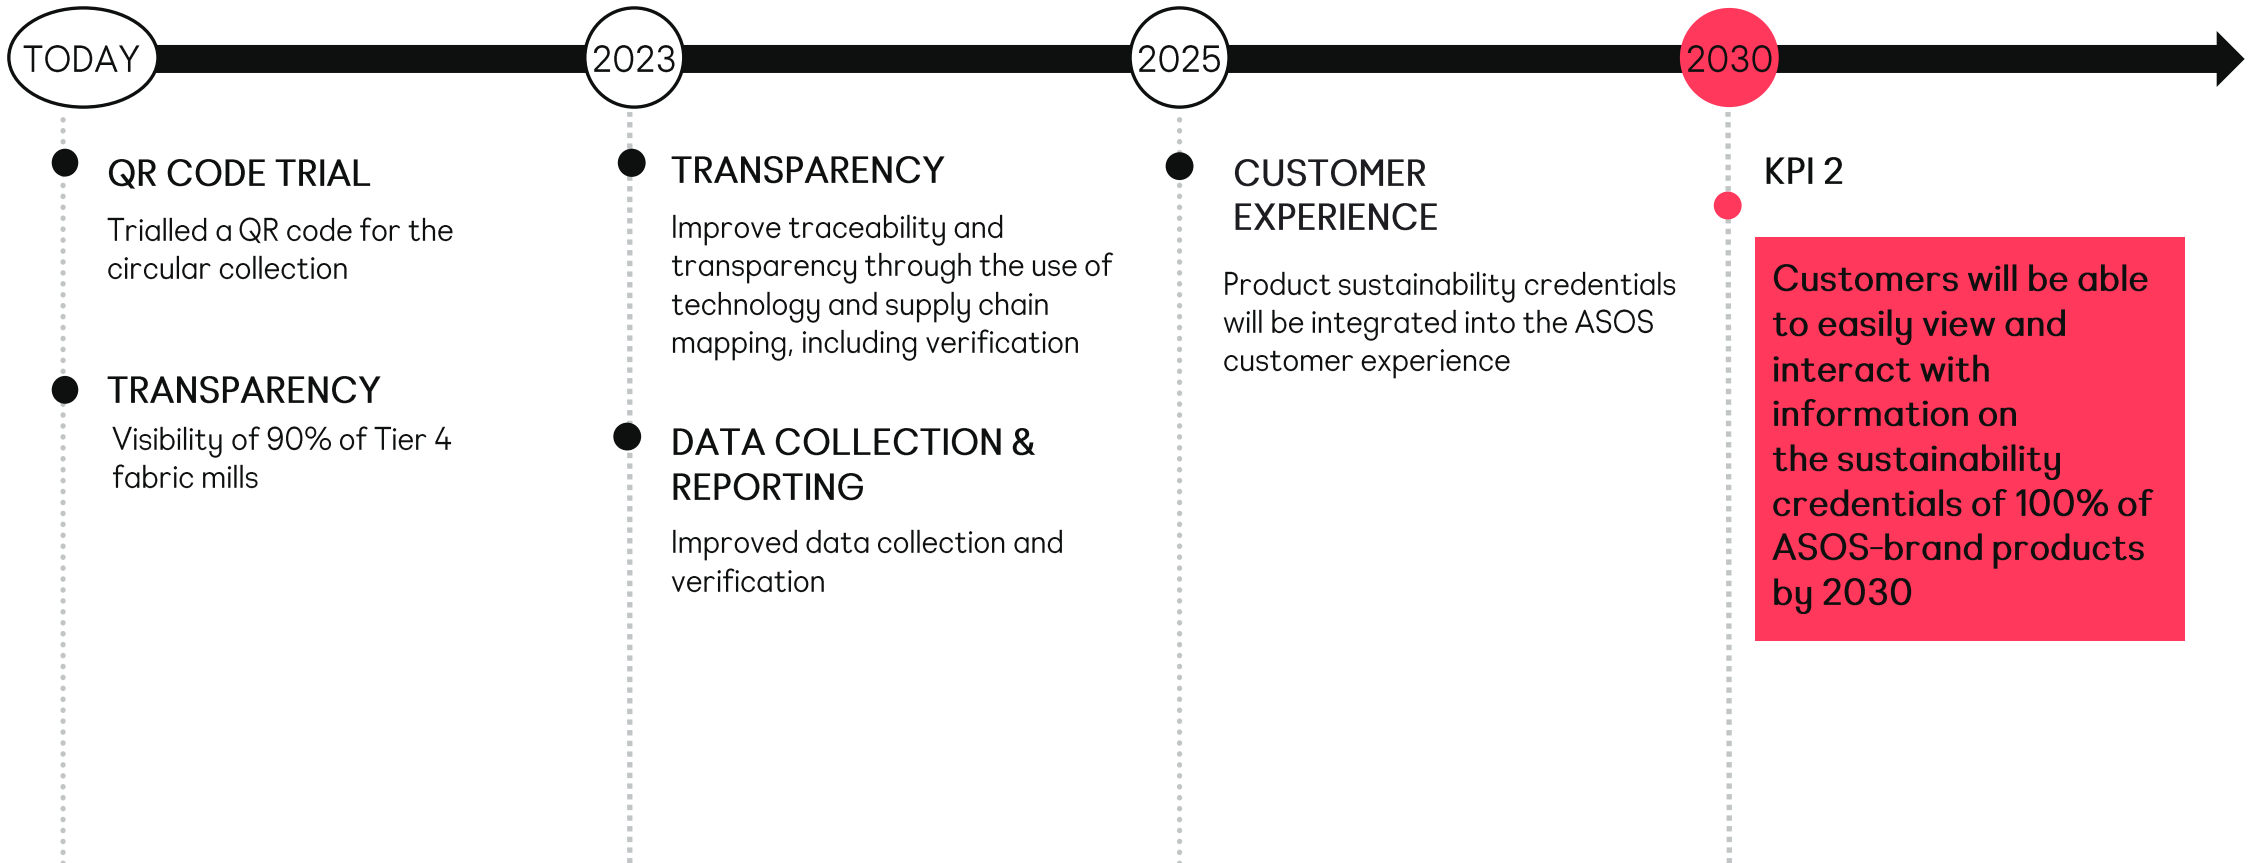 TODAY
2023
2025
2030
QR CODE TRIAL
Trialled a QR code for the
circular collection
TRANSPARENCY
Visibility of 90% of Tier 4
fabric mills
TRANSPARENCY
Improve traceability and
transparency through the use of
technology and supply chain
mapping, including verification
DATA COLLECTION &
REPORTING
Improved data collection and
verification
CUSTOMER
EXPERIENCE
Product sustainability credentials
will be integrated into the ASOS
customer experience
KPI 2
Customers will be able
to easily view and
interact with
information on
the sustainability
credentials of 100% of
ASOS-brand products
by 2030